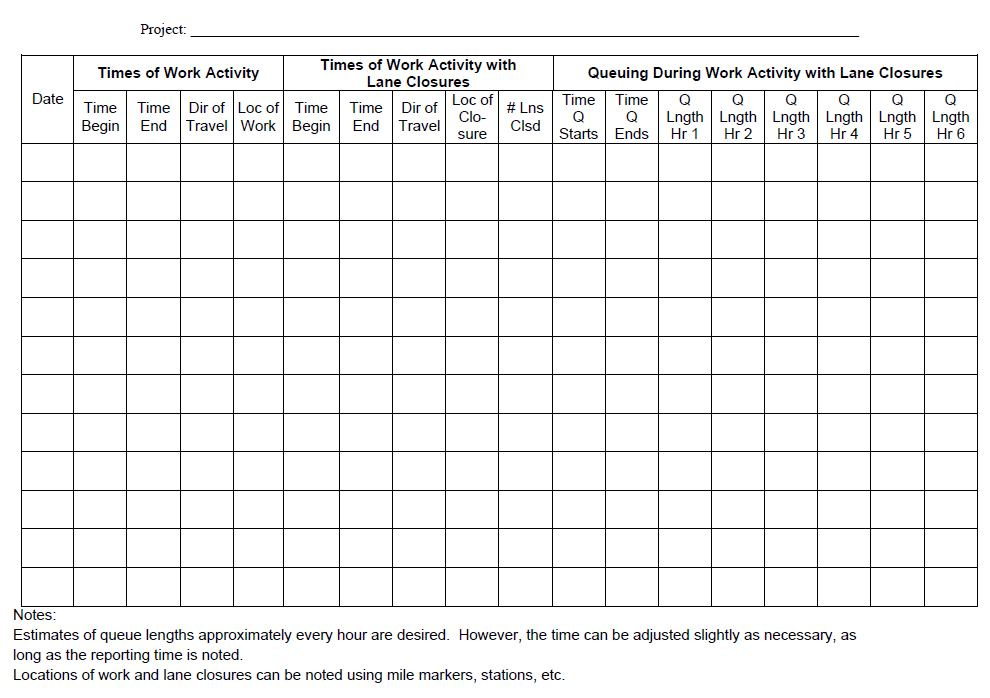 Project: ____________________
Times of Work Activity
Times of Work Activity with
Lane Closures
Queuing During Work Activity with Lane Closures
Date
Time
Begin
Time
End
Dir of
Travel
Loc of
Work
Time
Begin
Time
End
Dir of
Travel
Loc of
Clo-
sure
# Lns
Clsd
Time
Q
Starts
Time
Q
Ends
Q
Lngth
Hr 1
Q
Lngth
Hr 2
Q
Lngth
Hr 3
Q
Lngth
Hr 4
Q
Lngth
Hr 5
Q
Lngth
Hr 6
Notes:
Estimates of queue lengths approximately every hour are desired.  However, the time can be adjusted slightly as necessary, as
long as the reporting time is noted.
Locations of work and lane closures can be noted using mile markers, stations, etc.